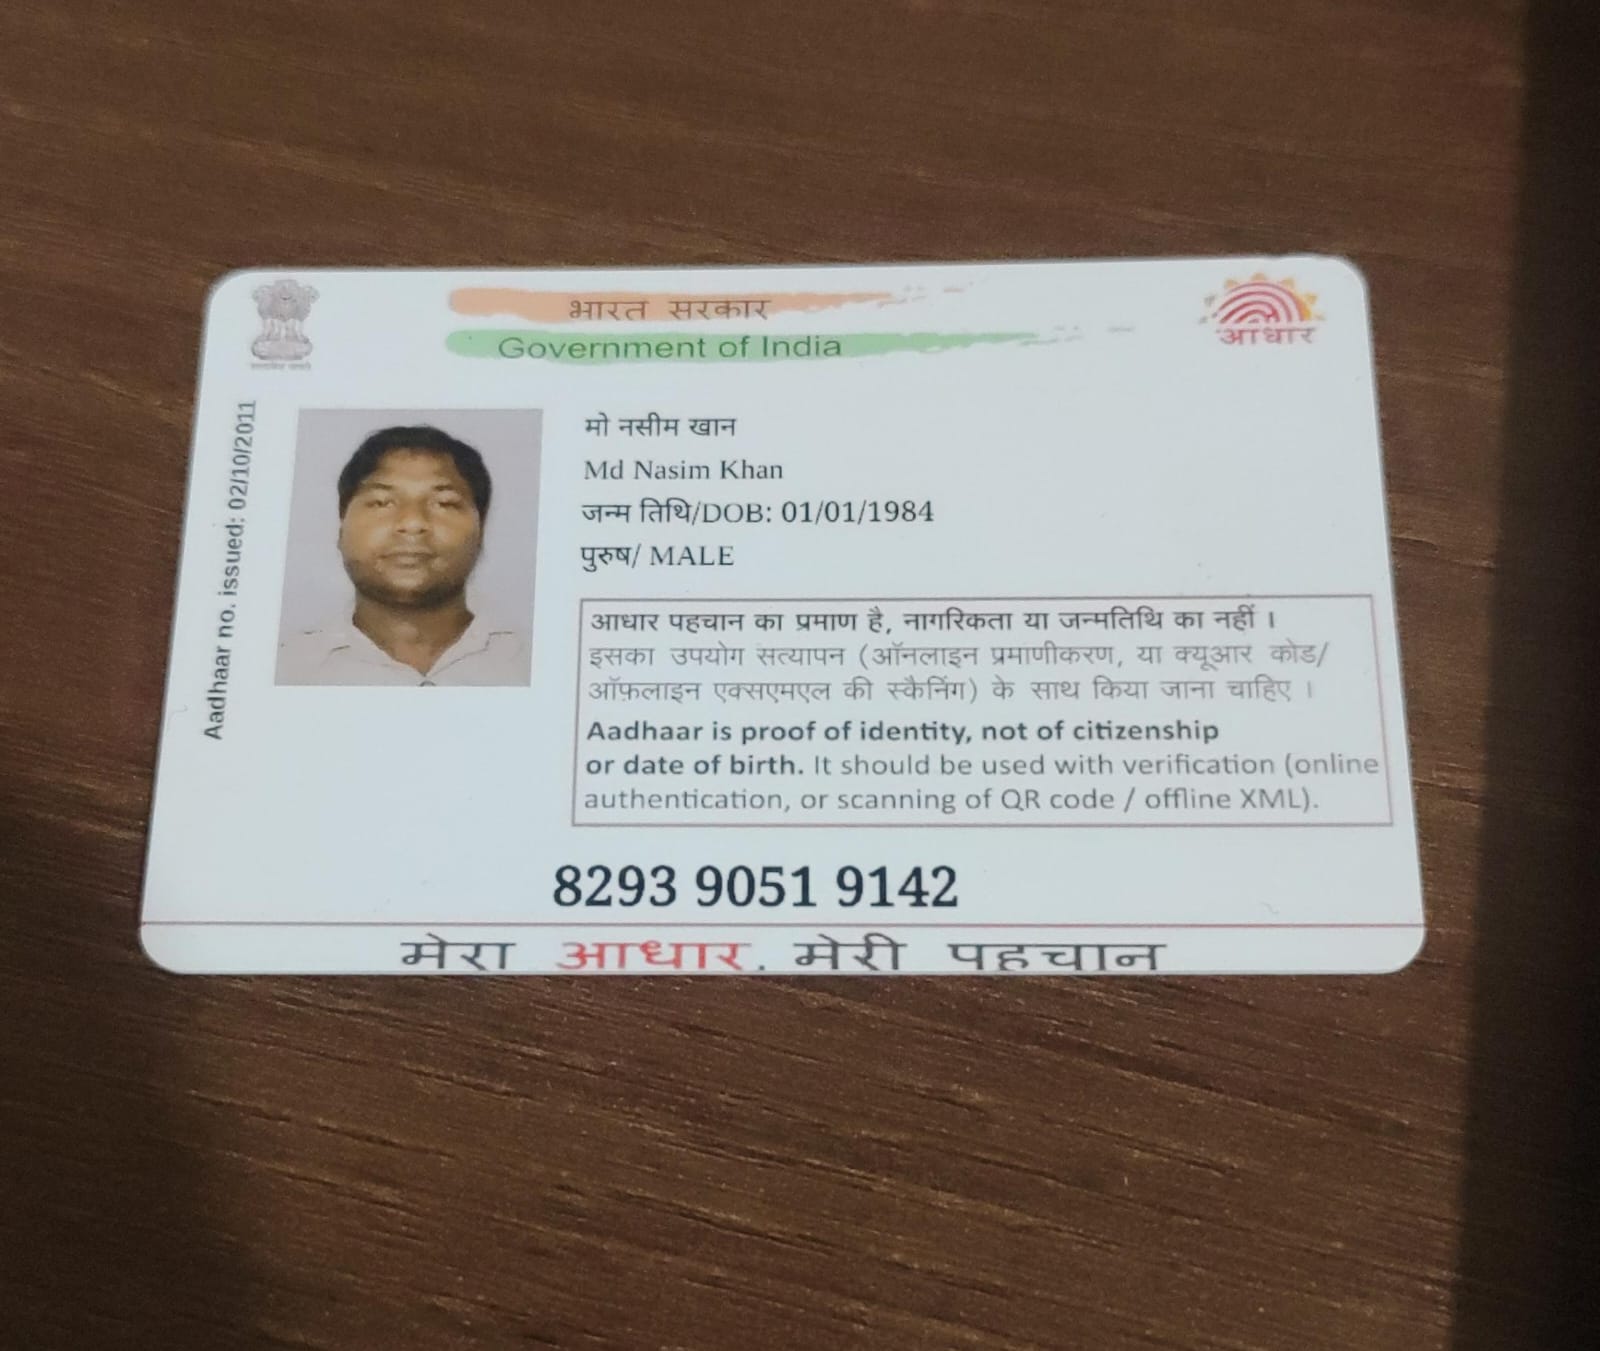 भारत सरकार
Government of India
आधार
Aadhaar no. issued: 02/10/2011
मो नसीम खान
Md Nasim Khan
जन्म तिथि/DOB: 01/01/1984
पुरुष/ MALE
आधार पहचान का प्रमाण है, नागरिकता या जन्मतिथि का नहीं ।
इसका उपयोग सत्यापन (ऑनलाइन प्रमाणीकरण, या क्यूआर कोड/
ऑफ़लाइन एक्सएमएल की स्कैनिंग) के साथ किया जाना चाहिए ।
Aadhaar is proof of identity, not of citizenship
or date of birth. It should be used with verification (online
authentication, or scanning of QR code / offline XML).
8293 9051 9142
मेरा आधार, मेरी पहचान